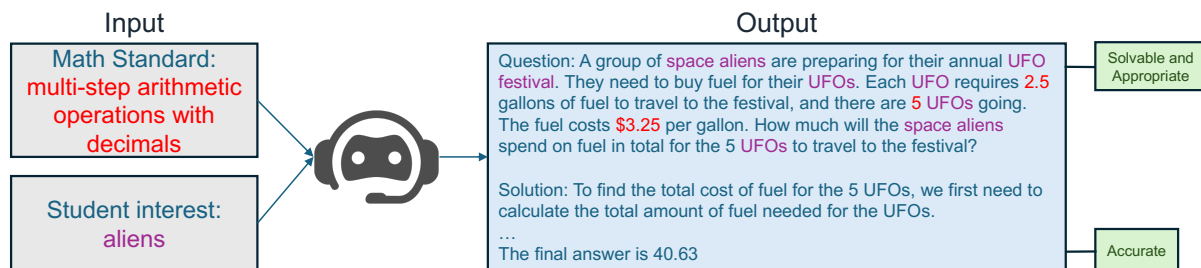 Input
Output
Math Standard:
multi-step arithmetic
operations with
decimals
Student interest:
aliens
Question: A group of space aliens are preparing for their annual UFO
festival. They need to buy fuel for their UFOs. Each UFO requires 2.5
gallons of fuel to travel to the festival, and there are 5 UFOs going.
The fuel costs $3.25 per gallon. How much will the space aliens
spend on fuel in total for the 5 UFOs to travel to the festival?
Solution: To find the total cost of fuel for the 5 UFOs, we first need to
calculate the total amount of fuel needed for the UFOs.
…
The final answer is 40.63
Solvable and
Appropriate
Accurate